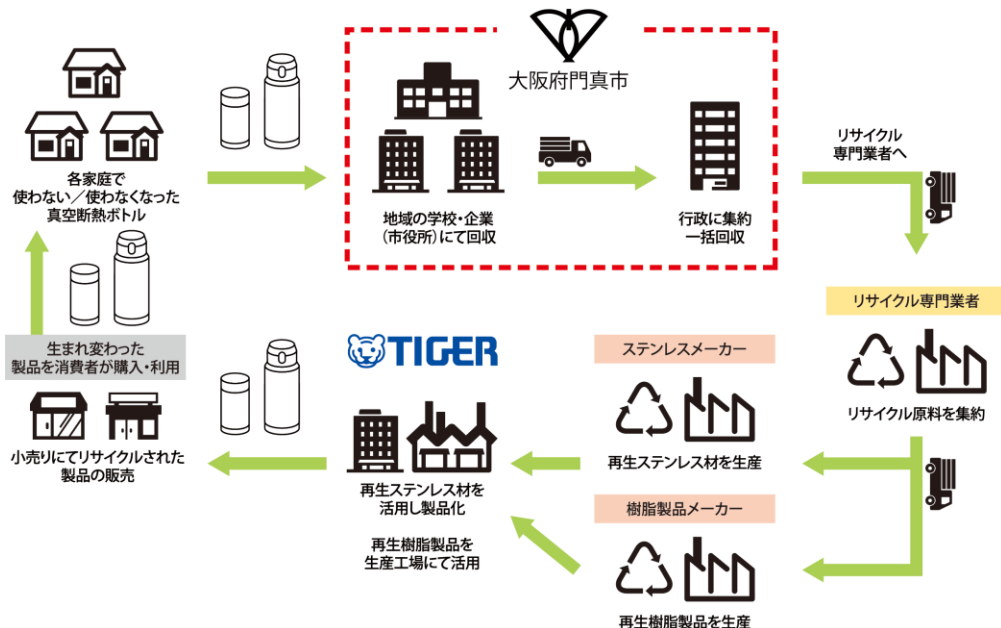 大阪府門真市
各家庭で
使わない／使わなくなった
真空断熱ボトル
地域の学校・企業
（市役所）にて回収
行政に集約
一括回収
リサイクル
専門業者へ
リサイクル専門業者
リサイクル原料を集約
ステンレスメーカー
再生ステンレス材を生産
樹脂製品メーカー
再生樹脂製品を生産
TIGER
再生ステンレス材を
活用し製品化
再生樹脂製品を
生産工場にて活用
小売りにてリサイクルされた
製品の販売
生まれ変わった
製品を消費者が購入・利用